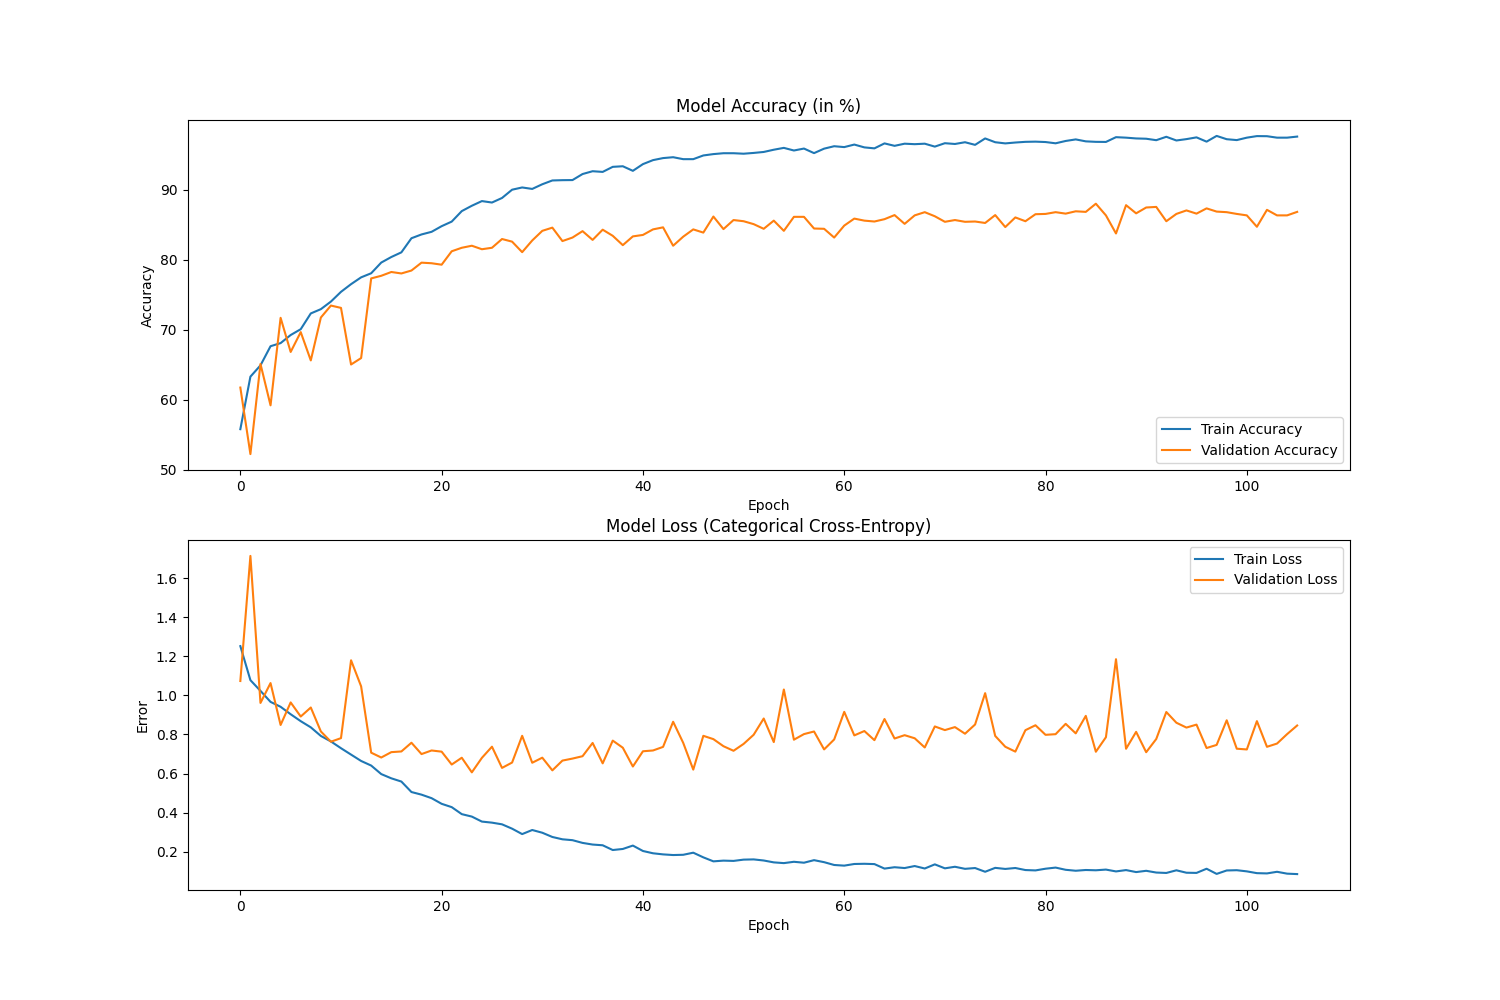 Model Accuracy (in %)
Accuracy
90
80
70
60
50
0 20 40 60 80 100
Epoch
Train Accuracy
Validation Accuracy
Model Loss (Categorical Cross-Entropy)
Error
1.6
1.4
1.2
1.0
0.8
0.6
0.4
0.2
0 20 40 60 80 100
Epoch
Train Loss
Validation Loss